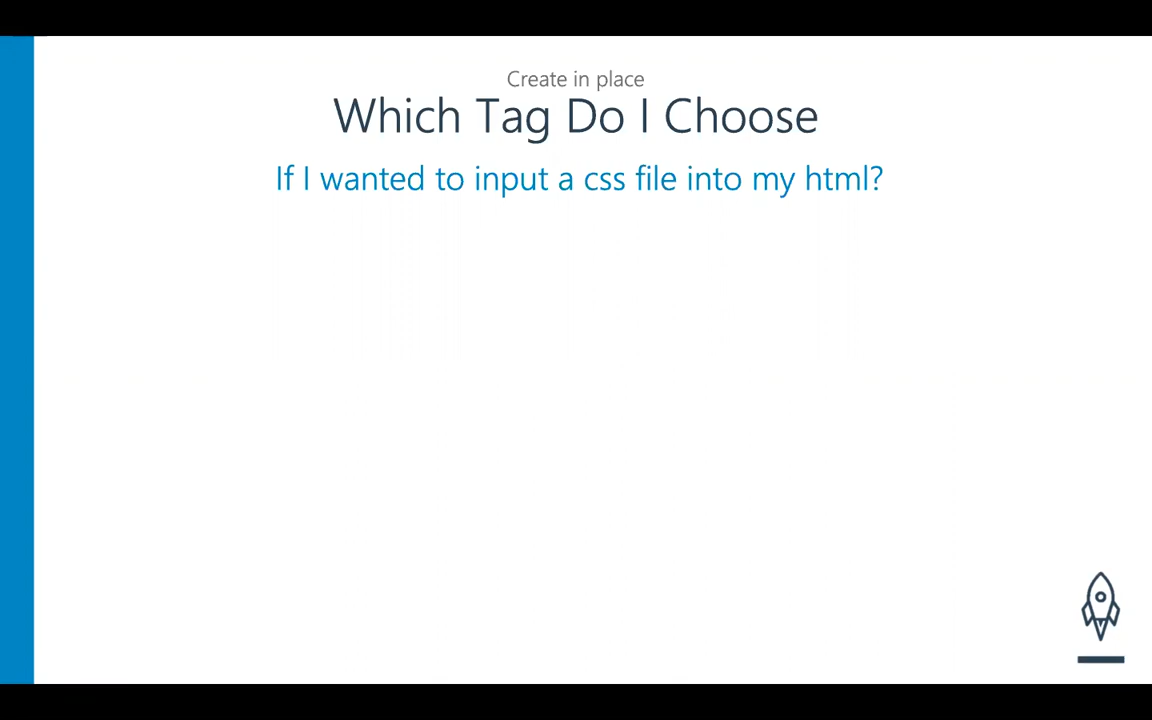 Create in place
Which Tag Do I Choose
If I wanted to input a css file into my html?